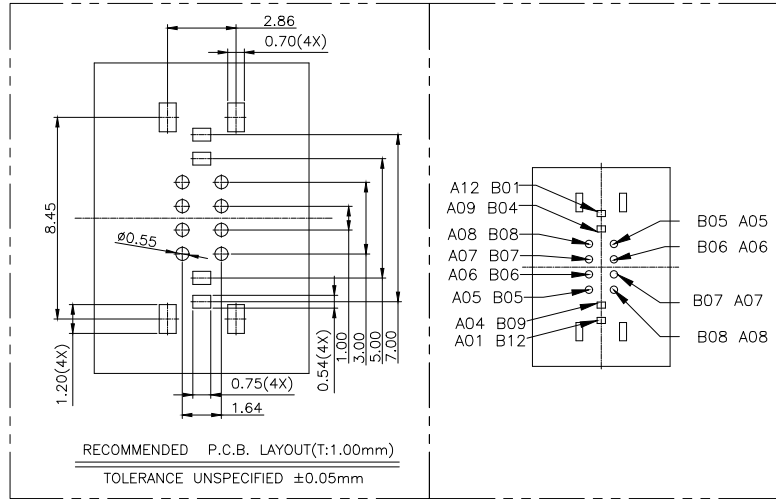 2.86
0.70(4X)
8.45
ø0.55
1.20(4X)
0.54(4X)
1.00
3.00
5.00
7.00
0.75(4X)
1.64
RECOMMENDED P.C.B. LAYOUT(T:1.00mm)
TOLERANCE UNSPECIFIED ±0.05mm
A12 B01
A09 B04
A08 B08
A07 B07
A06 B06
A05 B05
A04 B09
A01 B12
B05 A05
B06 A06
B07 A07
B08 A08